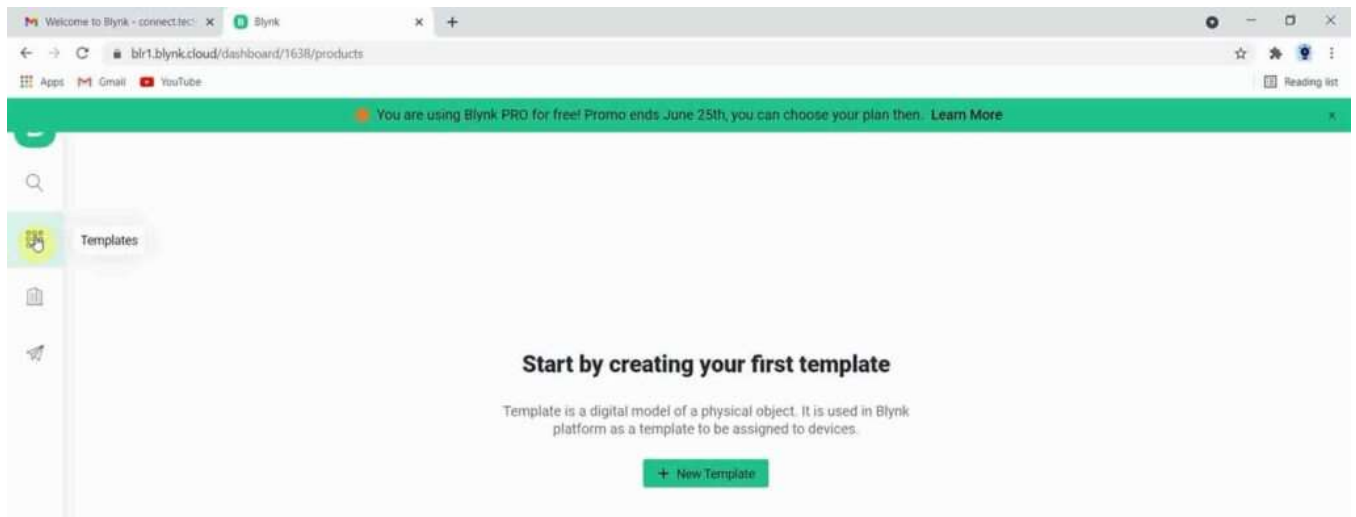 Welcome to Blynk - connect.tec
Blynk
blr1.blynk.cloud/dashboard/1638/products
Apps Gmail YouTube Reading list
You are using Blynk PRO for free! Promo ends June 25th, you can choose your plan then. Learn More
Templates
Start by creating your first template
Template is a digital model of a physical object. It is used in Blynk
platform as a template to be assigned to devices.
+ New Template